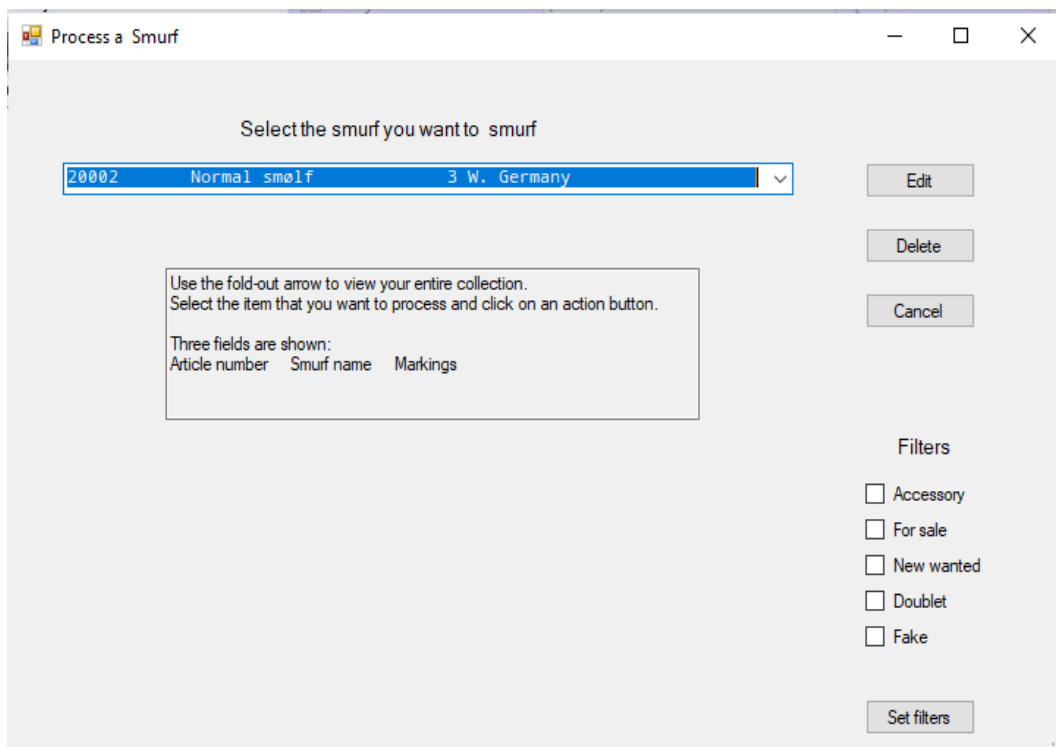 Process a Smurf
Select the smurf you want to smurf
20002 Normal smølf 3 W. Germany
Edit
Delete
Cancel
Use the fold-out arrow to view your entire collection.
Select the item that you want to process and click on an action button.
Three fields are shown:
Article number Smurf name Markings
Filters
Accessory
For sale
New wanted
Doublet
Fake
Set filters